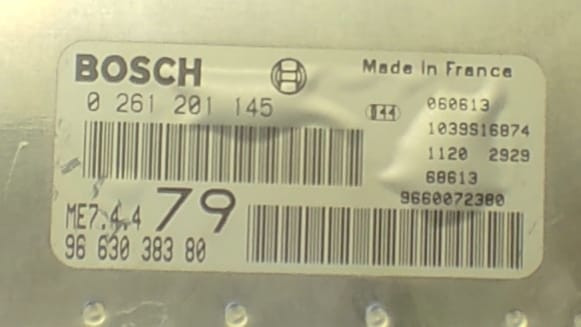 BOSCH
Made in France
0 261 201 145
060613
1039S16874
1120 2929
68613
9660072380
ME7.4.4 79
96 630 383 80